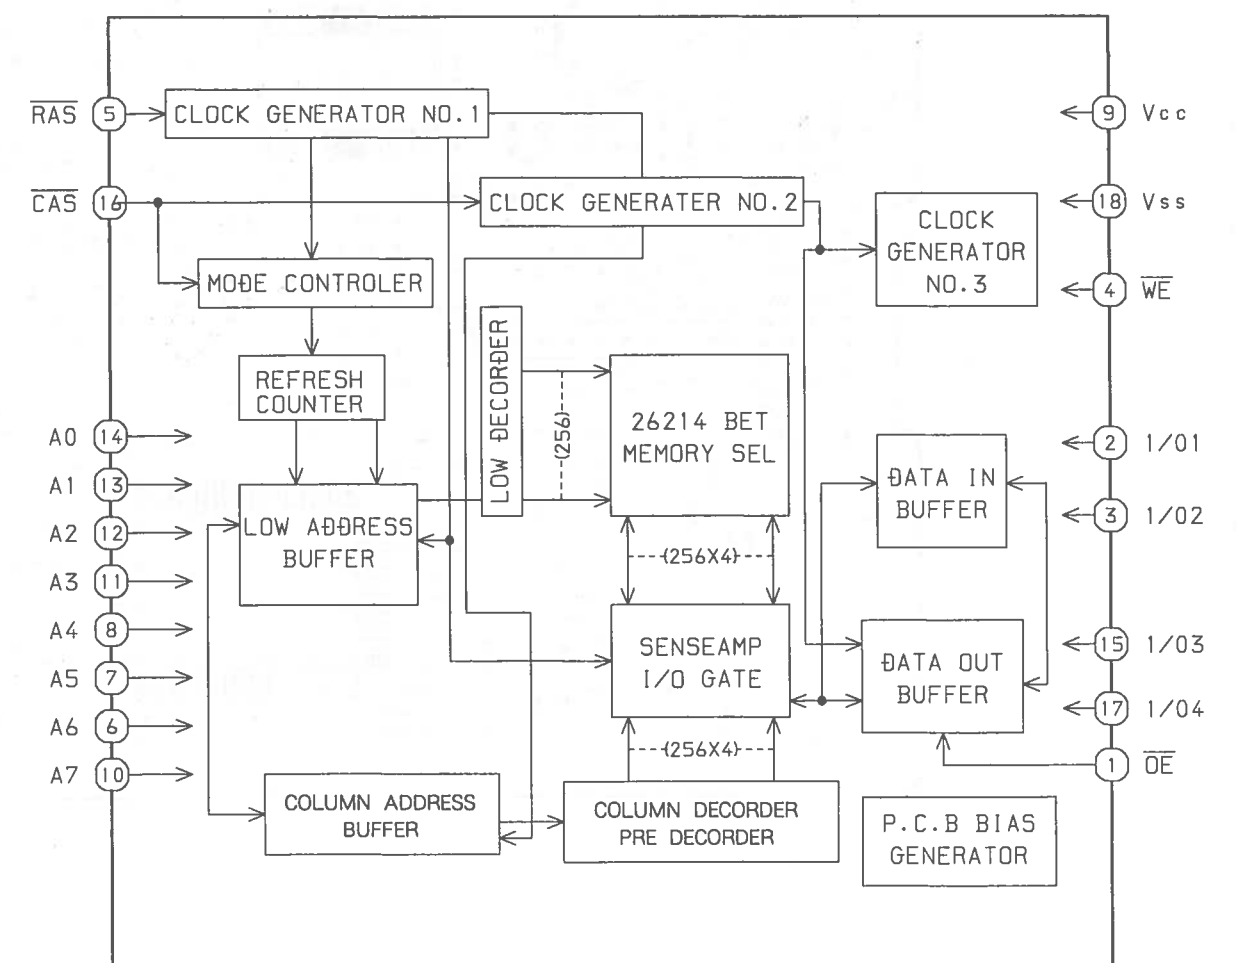 RAS 5 CLOCK GENERATOR NO.1 9 Vcc
CAS 16 CLOCK GENERATER NO.2 18 Vss
CLOCK
GENERATOR
NO.3
MODE CONTROLER 4 WE
LOW DECORDER
REFRESH
COUNTER
(256)
26214 BET
MEMORY SEL
A0 14
A1 13
A2 12
A3 11
A4 8
A5 7
A6 6
A7 10
2 1/01
3 1/02
15 1/03
17 1/04
1 OE
DATA IN
BUFFER
LOW ADDRESS
BUFFER
(256X4)
SENSEAMP
I/O GATE
DATA OUT
BUFFER
(256X4)
COLUMN ADDRESS
BUFFER
COLUMN DECORDER
PRE DECORDER
P.C.B BIAS
GENERATOR